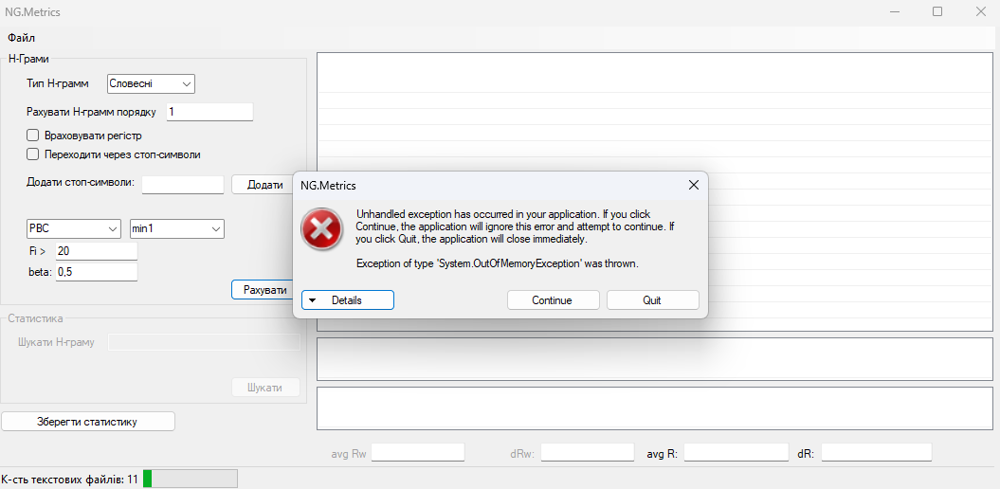 NG.Metrics
Файл
Н-Грами
Тип Н-грамм
Словесні
Рахувати Н-грамм порядку
1
Враховувати регістр
Переходити через стоп-символи
Додати стоп-символи:
Додати
PBC
min1
Fi >
20
beta:
0,5
Рахувати
Статистика
Шукати Н-граму
Шукати
Зберегти статистику
NG.Metrics
Unhandled exception has occurred in your application. If you click
Continue, the application will ignore this error and attempt to continue. If
you click Quit, the application will close immediately.
Exception of type 'System.OutOfMemoryException' was thrown.
Details
Continue
Quit
avg Rw
dRw:
avg R:
dR:
К-сть текстових файлів: 11